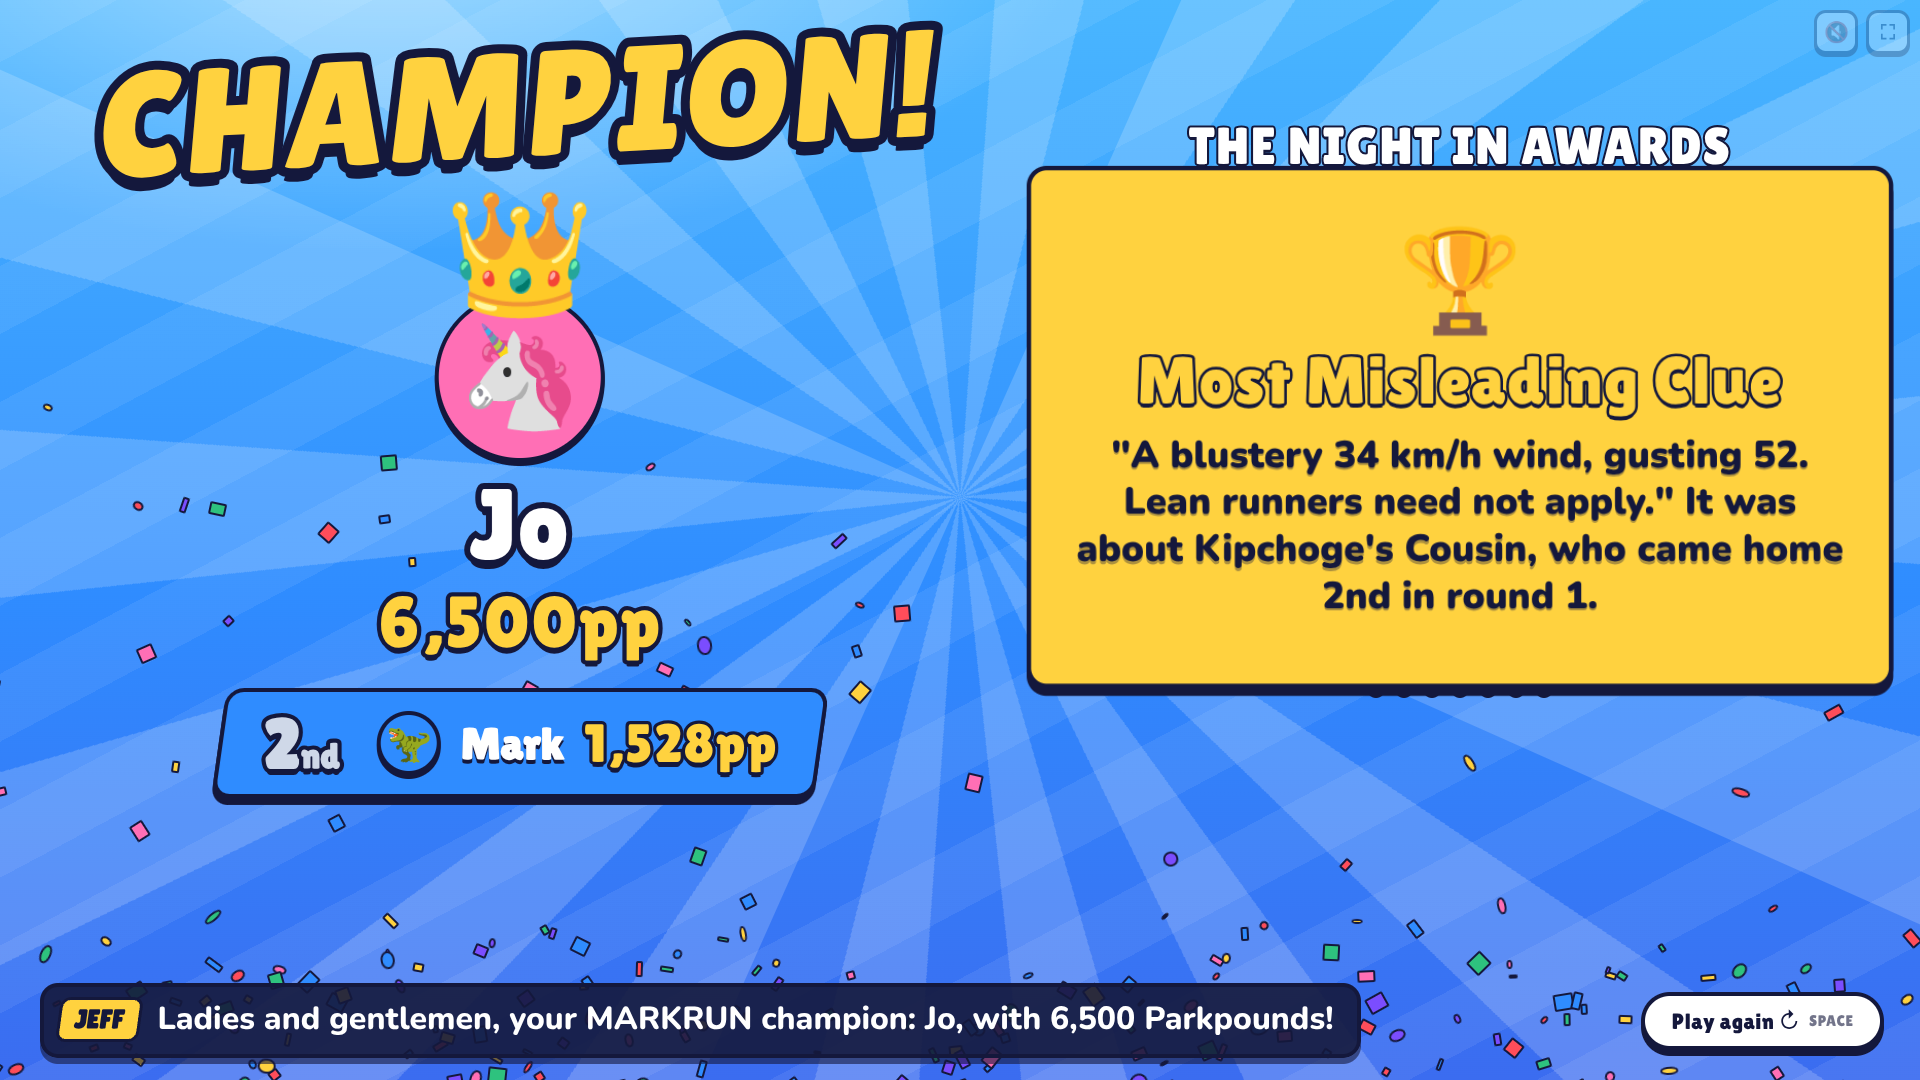 CHAMPION!
Jo
6,500pp
2nd Mark 1,528pp
THE NIGHT IN AWARDS
Most Misleading Clue
"A blustery 34 km/h wind, gusting 52.
Lean runners need not apply." It was
about Kipchoge's Cousin, who came home
2nd in round 1.
JEFF Ladies and gentlemen, your MARKRUN champion: Jo, with 6,500 Parkpounds!
Play again SPACE